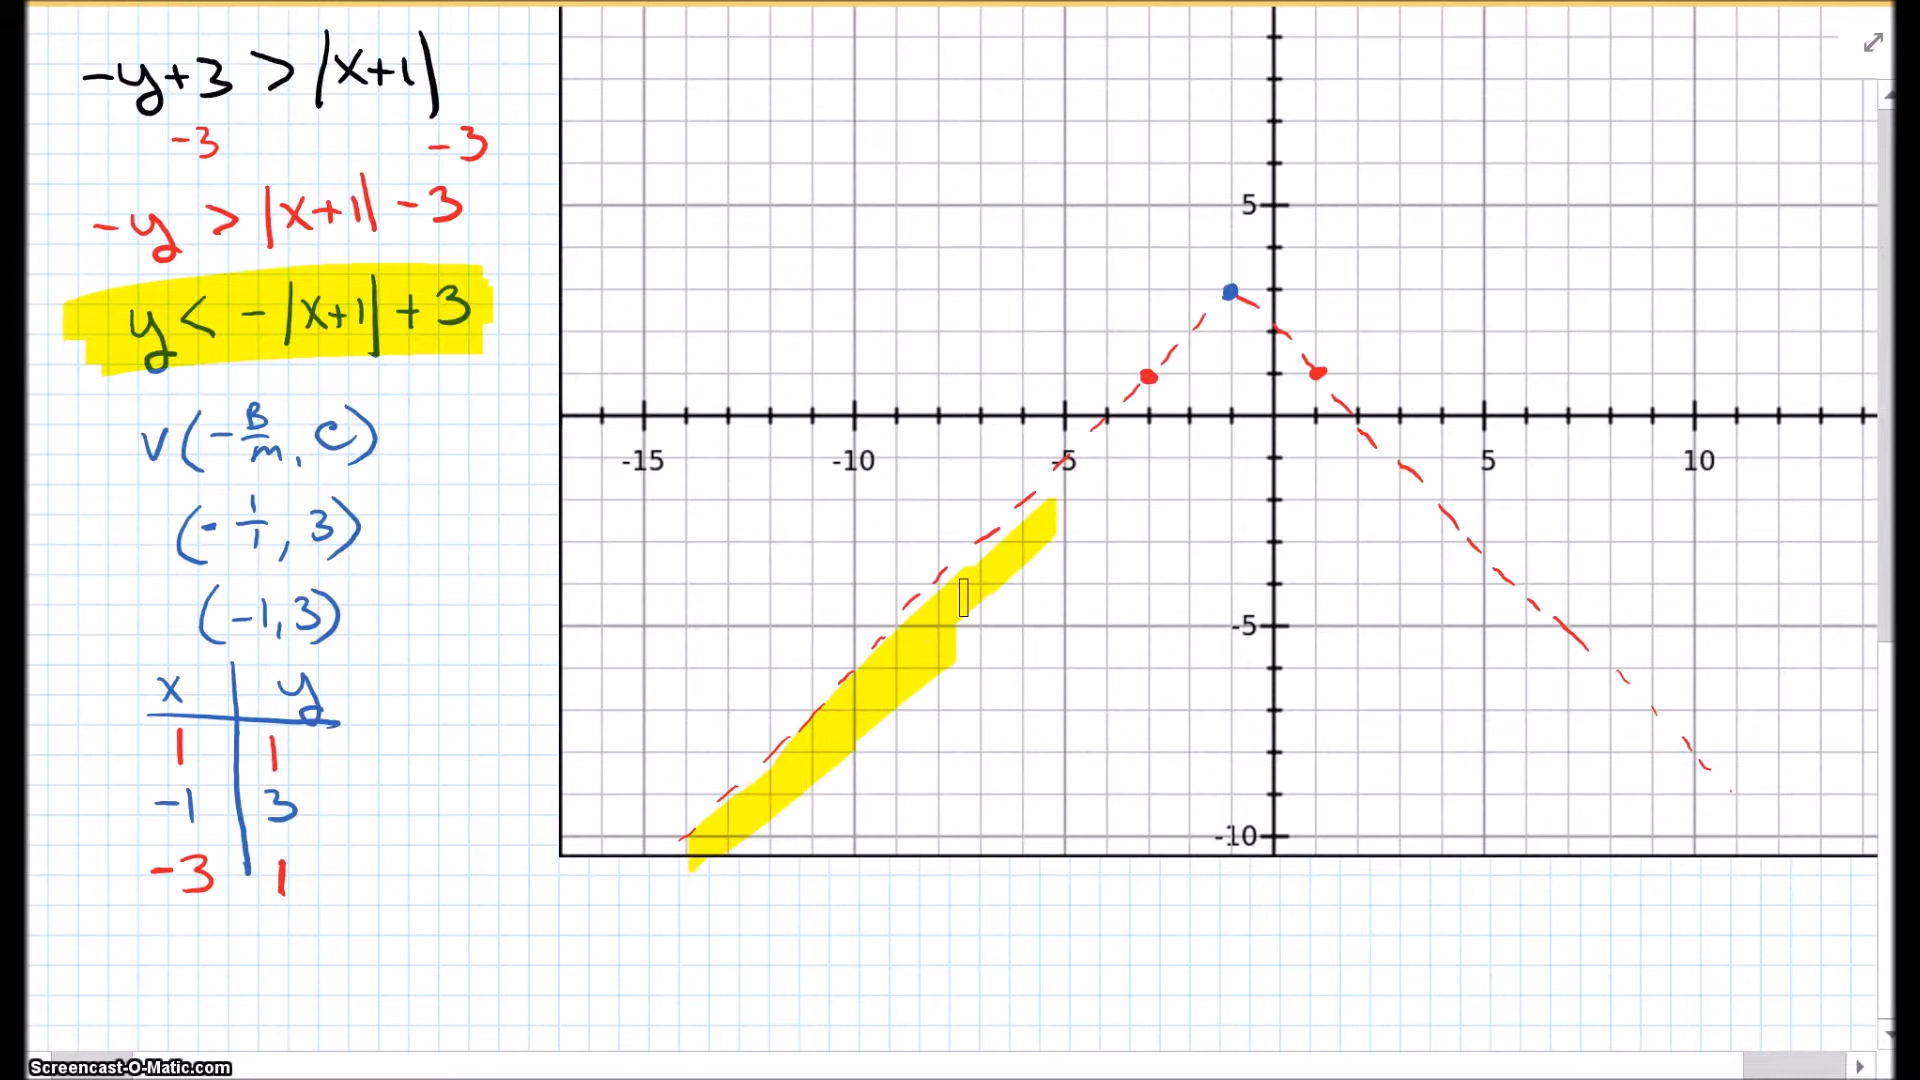 -y+3 > |x+1|
-3 -3
-y > |x+1| -3
y < -|x+1| + 3
V(-B/m, C)
(-1/1, 3)
(-1, 3)
x y
1 1
-1 3
-3 1
5
-15 -10 -5 5 10
-5
-10
Screencast-O-Matic.com